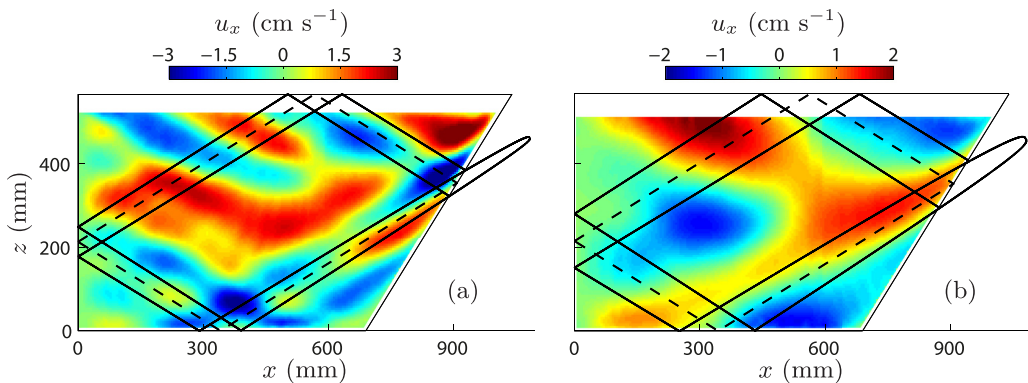 u_x (cm s⁻¹)
−3 −1.5 0 1.5 3
400
200
0
z (mm)
0 300 600 900
x (mm)
(a)
u_x (cm s⁻¹)
−2 −1 0 1 2
0 300 600 900
x (mm)
(b)